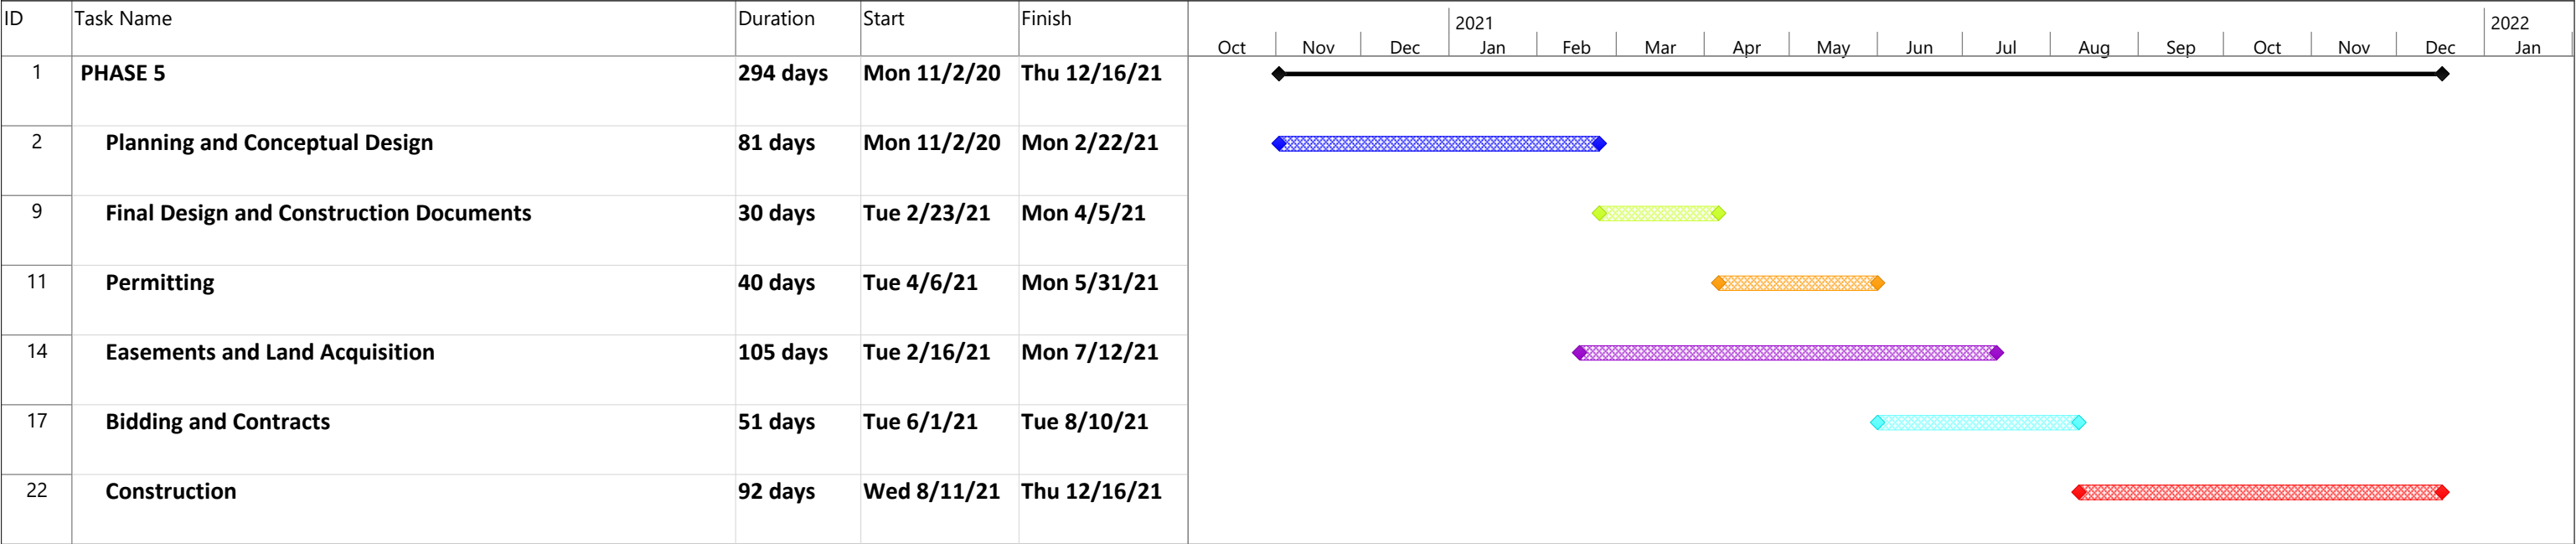 ID Task Name Duration Start Finish
2021 2022
Oct Nov Dec Jan Feb Mar Apr May Jun Jul Aug Sep Oct Nov Dec Jan
1 PHASE 5 294 days Mon 11/2/20 Thu 12/16/21
2 Planning and Conceptual Design 81 days Mon 11/2/20 Mon 2/22/21
9 Final Design and Construction Documents 30 days Tue 2/23/21 Mon 4/5/21
11 Permitting 40 days Tue 4/6/21 Mon 5/31/21
14 Easements and Land Acquisition 105 days Tue 2/16/21 Mon 7/12/21
17 Bidding and Contracts 51 days Tue 6/1/21 Tue 8/10/21
22 Construction 92 days Wed 8/11/21 Thu 12/16/21